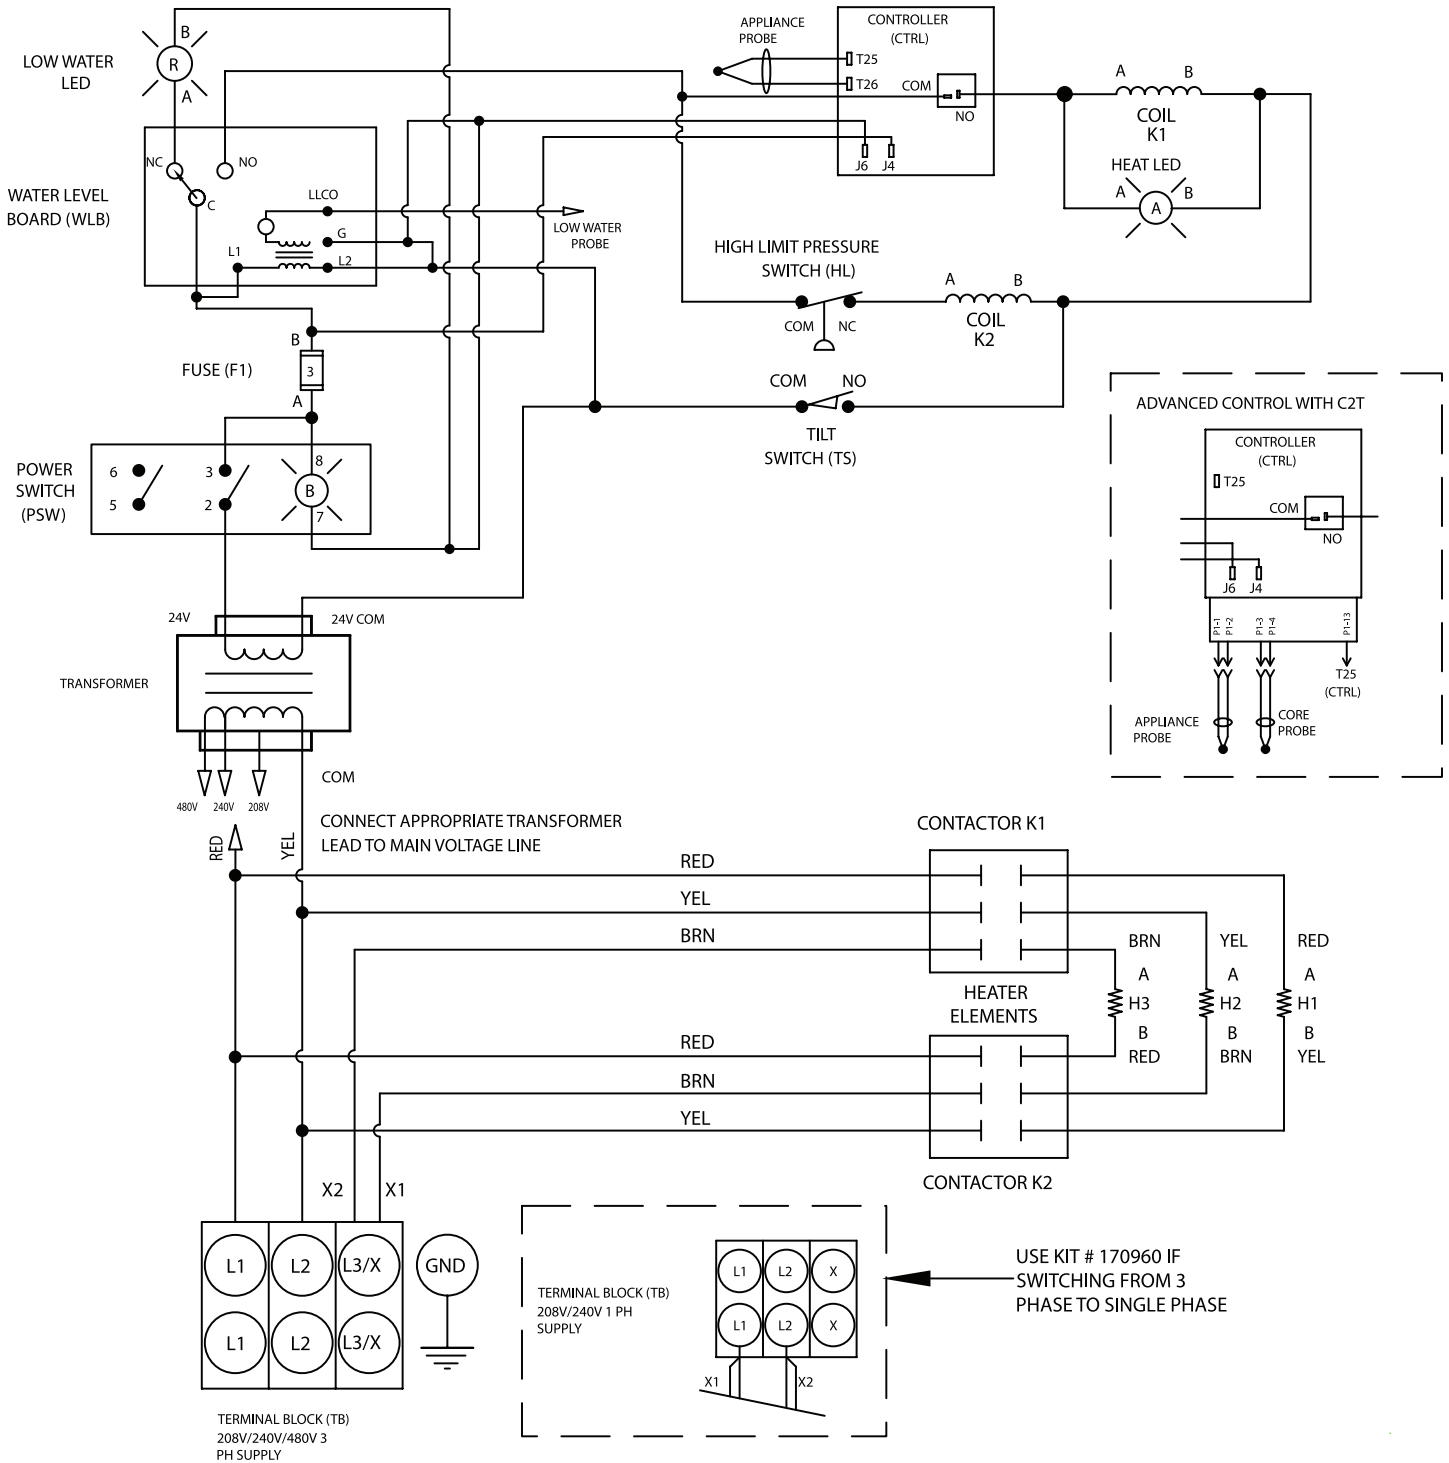 B
LOW WATER
LED
R
A
APPLIANCE
PROBE
CONTROLLER
(CTRL)
T25
T26
COM
NO
J6 J4
A B
COIL
K1
HEAT LED
A B
A
NC
NO
C
WATER LEVEL
BOARD (WLB)
LLCO
G
L1
L2
LOW WATER
PROBE
HIGH LIMIT PRESSURE
SWITCH (HL)
COM NC
A B
COIL
K2
B
FUSE (F1)
3
A
COM NO
TILT
SWITCH (TS)
POWER
SWITCH
(PSW)
6
5
3
2
8
B
7
ADVANCED CONTROL WITH C2T
CONTROLLER
(CTRL)
T25
COM
NO
J6 J4
P1-1
P1-2
P1-3
P1-4
P1-13
T25
(CTRL)
APPLIANCE
PROBE
CORE
PROBE
24V
24V COM
TRANSFORMER
COM
480V 240V 208V
RED
YEL
CONNECT APPROPRIATE TRANSFORMER
LEAD TO MAIN VOLTAGE LINE
CONTACTOR K1
RED
YEL
BRN
BRN YEL RED
A A A
H3 H2 H1
B B B
RED BRN YEL
HEATER
ELEMENTS
RED
BRN
YEL
CONTACTOR K2
X2 X1
L1 L2 L3/X GND
L1 L2 L3/X
TERMINAL BLOCK (TB)
208V/240V/480V 3
PH SUPPLY
TERMINAL BLOCK (TB)
208V/240V 1 PH
SUPPLY
L1 L2 X
L1 L2 X
X1 X2
USE KIT # 170960 IF
SWITCHING FROM 3
PHASE TO SINGLE PHASE